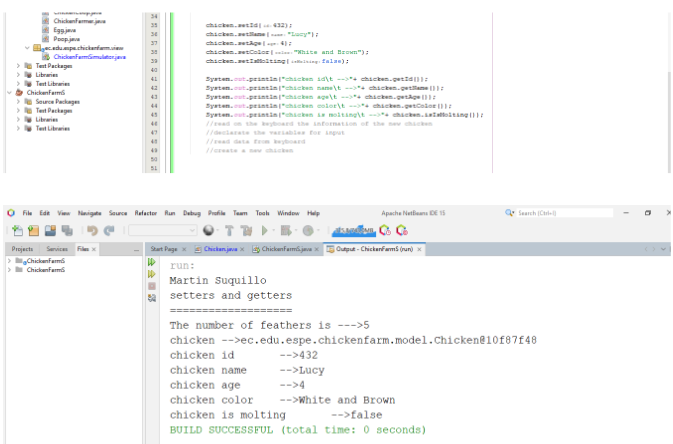 ChickenFarmer.java
Egg.java
Poop.java
ec.edu.espe.chickenfarm.view
ChickenFarmSimulator.java
Test Packages
Libraries
Test Libraries
ChickenFarmS
Source Packages
Test Packages
Libraries
Test Libraries
34
35 chicken.setId( id: 432);
36 chicken.setName( name: "Lucy");
37 chicken.setAge( age: 4);
38 chicken.setColor( color: "White and Brown");
39 chicken.setIsMolting( isMolting: false);
40
41 System.out.println("chicken id\t -->"+ chicken.getId());
42 System.out.println("chicken name\t -->"+ chicken.getName());
43 System.out.println("chicken age\t -->"+ chicken.getAge());
44 System.out.println("chicken color\t -->"+ chicken.getColor());
45 System.out.println("chicken is molting\t -->"+ chicken.isIsMolting());
46 //read on the keyboard the information of the new chicken
47 //declarate the variables for input
48 //read data from keyboard
49 //create a new chicken
50
51
File Edit View Navigate Source Refactor Run Debug Profile Team Tools Window Help Apache NetBeans IDE 15 Search (Ctrl+I)
Projects Services Files Start Page Chicken.java ChickenFarmS.java Output - ChickenFarmS (run)
ChickenFarmS
ChickenFarmS
run:
Martin Suquillo
setters and getters
===================
The number of feathers is --->5
chicken -->ec.edu.espe.chickenfarm.model.Chicken@10f87f48
chicken id -->432
chicken name -->Lucy
chicken age -->4
chicken color -->White and Brown
chicken is molting -->false
BUILD SUCCESSFUL (total time: 0 seconds)